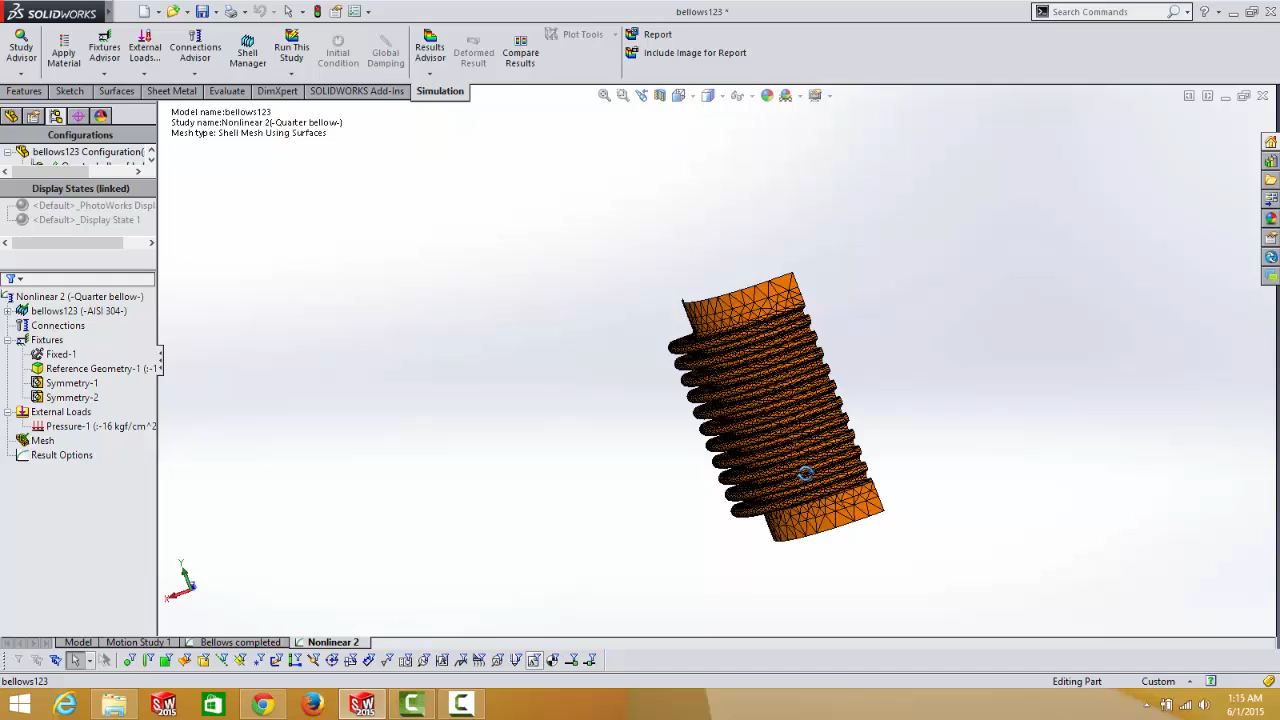 SOLIDWORKS
bellows123 *
Search Commands
Study Advisor
Apply Material
Fixtures Advisor
External Loads...
Connections Advisor
Shell Manager
Run This Study
Initial Condition
Global Damping
Results Advisor
Deformed Result
Compare Results
Plot Tools
Report
Include Image for Report
Features
Sketch
Surfaces
Sheet Metal
Evaluate
DimXpert
SOLIDWORKS Add-Ins
Simulation
Model name:bellows123
Study name:Nonlinear 2(-Quarter bellow-)
Mesh type: Shell Mesh Using Surfaces
Configurations
bellows123 Configuration(
Display States (linked)
<Default>_PhotoWorks Displ
<Default>_Display State 1
Nonlinear 2 (-Quarter bellow-)
bellows123 (-AISI 304-)
Connections
Fixtures
Fixed-1
Reference Geometry-1 (:-1
Symmetry-1
Symmetry-2
External Loads
Pressure-1 (:-16 kgf/cm^2
Mesh
Result Options
Y
X
Model
Motion Study 1
Bellows completed
Nonlinear 2
bellows123
Editing Part
Custom
SW 2015
SW 2015
1:15 AM
6/1/2015